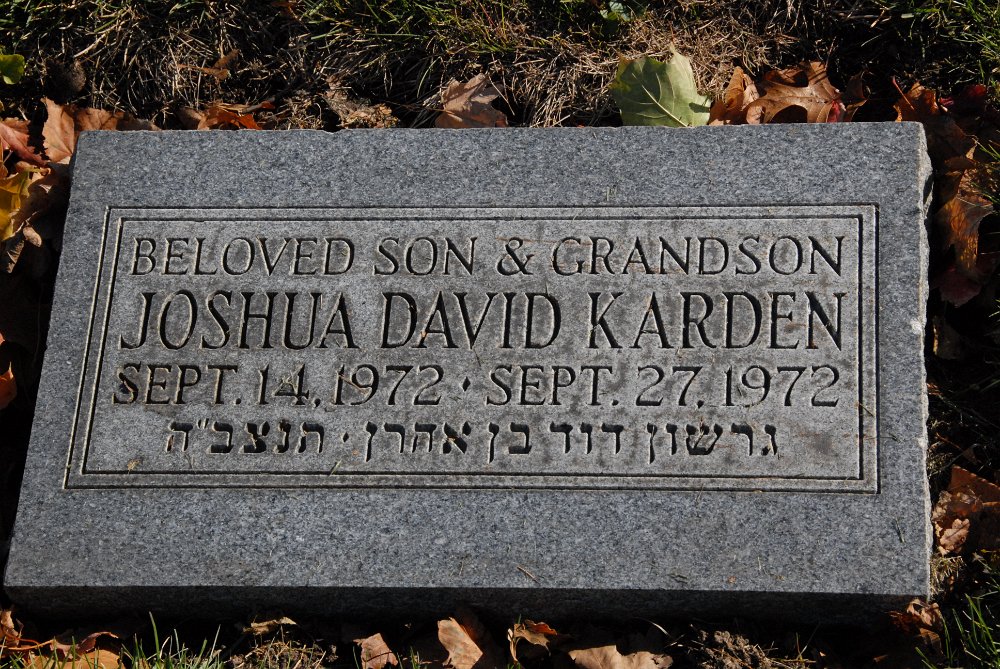 BELOVED SON & GRANDSON
JOSHUA DAVID KARDEN
SEPT. 14, 1972 · SEPT. 27, 1972
גרשון דוד בן אהרן · תנצב״ה